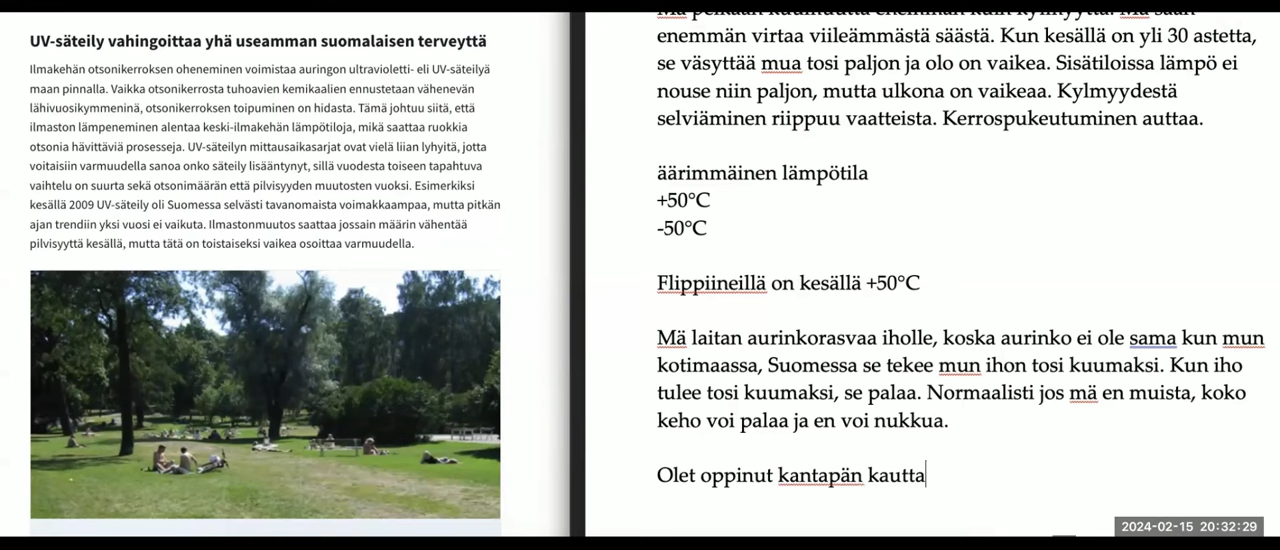 UV-säteily vahingoittaa yhä useamman suomalaisen terveyttä
Ilmakehän otsonikerroksen oheneminen voimistaa auringon ultravioletti- eli UV-säteilyä
maan pinnalla. Vaikka otsonikerrosta tuhoavien kemikaalien ennustetaan vähenevän
lähivuosikymmeninä, otsonikerroksen toipuminen on hidasta. Tämä johtuu siitä, että
ilmaston lämpeneminen alentaa keski-ilmakehän lämpötiloja, mikä saattaa ruokkia
otsonia hävittäviä prosesseja. UV-säteilyn mittausaikasarjat ovat vielä liian lyhyitä, jotta
voitaisiin varmuudella sanoa onko säteily lisääntynyt, sillä vuodesta toiseen tapahtuva
vaihtelu on suurta sekä otsonimäärän että pilvisyyden muutosten vuoksi. Esimerkiksi
kesällä 2009 UV-säteily oli Suomessa selvästi tavanomaista voimakkaampaa, mutta pitkän
ajan trendiin yksi vuosi ei vaikuta. Ilmastonmuutos saattaa jossain määrin vähentää
pilvisyyttä kesällä, mutta tätä on toistaiseksi vaikea osoittaa varmuudella.
Mä pelkään kuumuutta enemmän kuin kylmyyttä. Mä saan
enemmän virtaa viileämmästä säästä. Kun kesällä on yli 30 astetta,
se väsyttää mua tosi paljon ja olo on vaikea. Sisätiloissa lämpö ei
nouse niin paljon, mutta ulkona on vaikeaa. Kylmyydestä
selviäminen riippuu vaatteista. Kerrospukeutuminen auttaa.
äärimmäinen lämpötila
+50°C
-50°C
Flippiineillä on kesällä +50°C
Mä laitan aurinkorasvaa iholle, koska aurinko ei ole sama kun mun
kotimaassa, Suomessa se tekee mun ihon tosi kuumaksi. Kun iho
tulee tosi kuumaksi, se palaa. Normaalisti jos mä en muista, koko
keho voi palaa ja en voi nukkua.
Olet oppinut kantapän kautta
2024-02-15 20:32:29